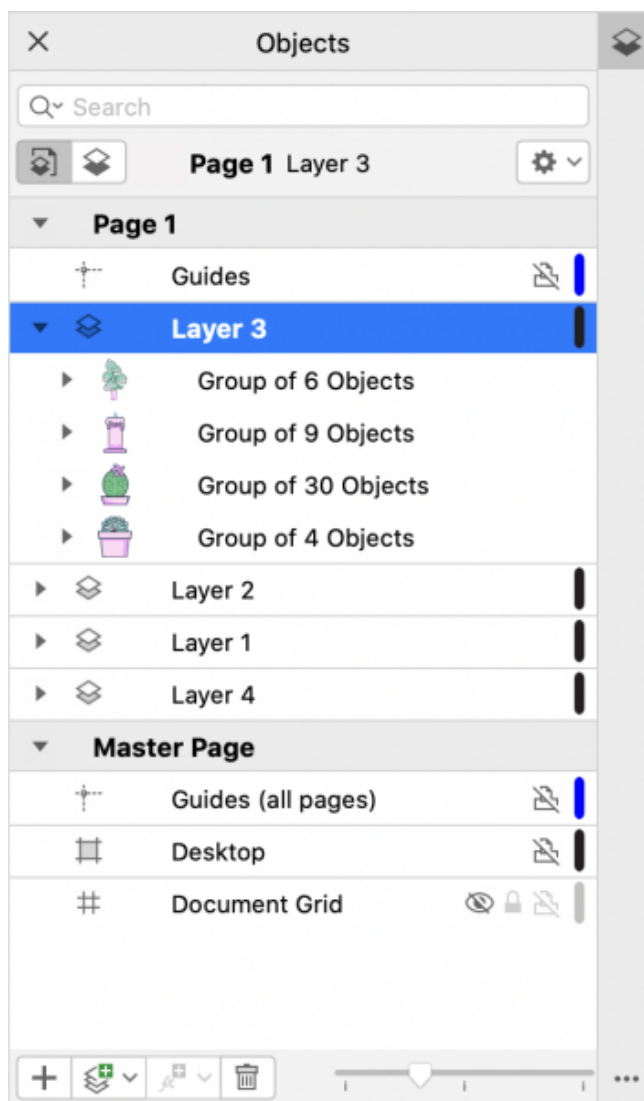 Objects
Search
Page 1 Layer 3
Page 1
Guides
Layer 3
Group of 6 Objects
Group of 9 Objects
Group of 30 Objects
Group of 4 Objects
Layer 2
Layer 1
Layer 4
Master Page
Guides (all pages)
Desktop
Document Grid